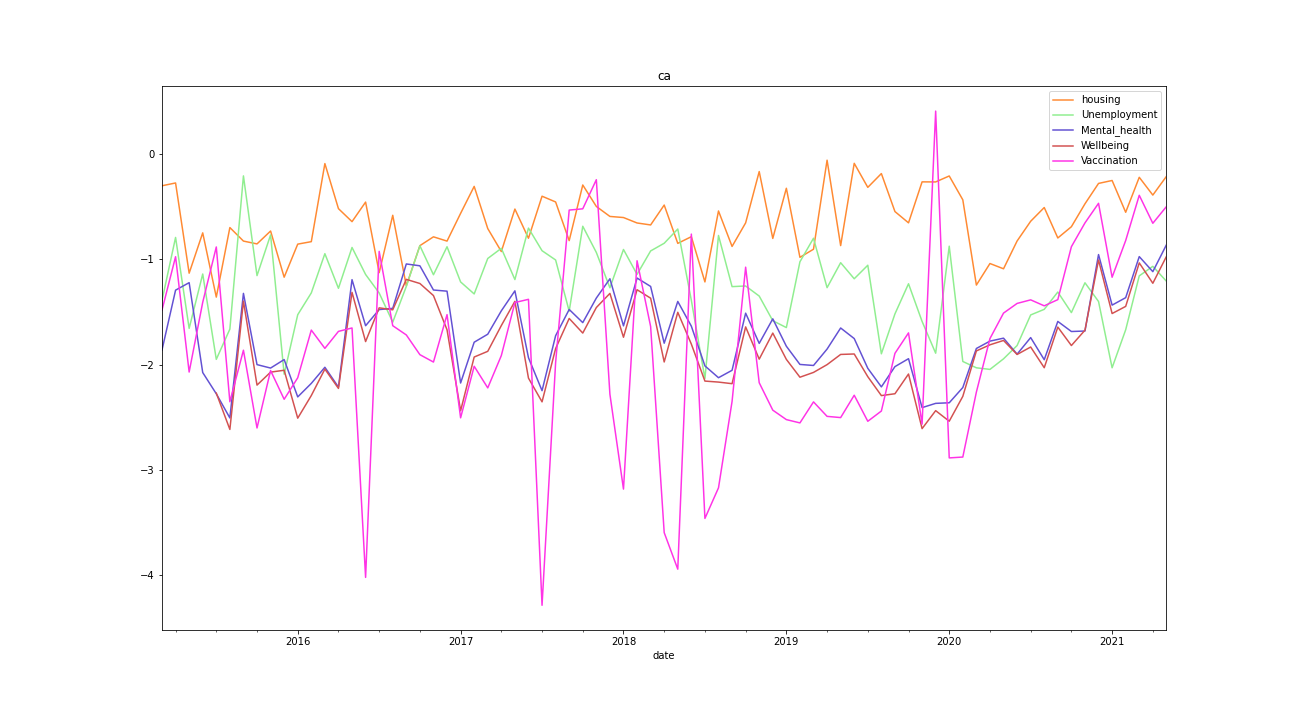 ca
housing
Unemployment
Mental_health
Wellbeing
Vaccination
0
−1
−2
−3
−4
2016 2017 2018 2019 2020 2021
date